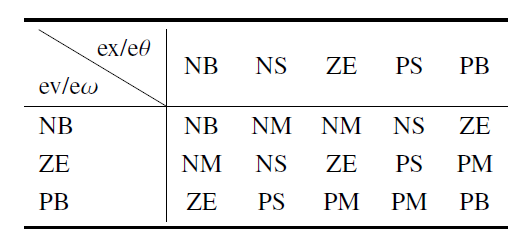 ex/eθ
NB NS ZE PS PB
ev/eω
NB NB NM NM NS ZE
ZE NM NS ZE PS PM
PB ZE PS PM PM PB